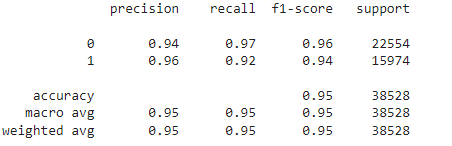 precision recall f1-score support
0 0.94 0.97 0.96 22554
1 0.96 0.92 0.94 15974
accuracy 0.95 38528
macro avg 0.95 0.95 0.95 38528
weighted avg 0.95 0.95 0.95 38528